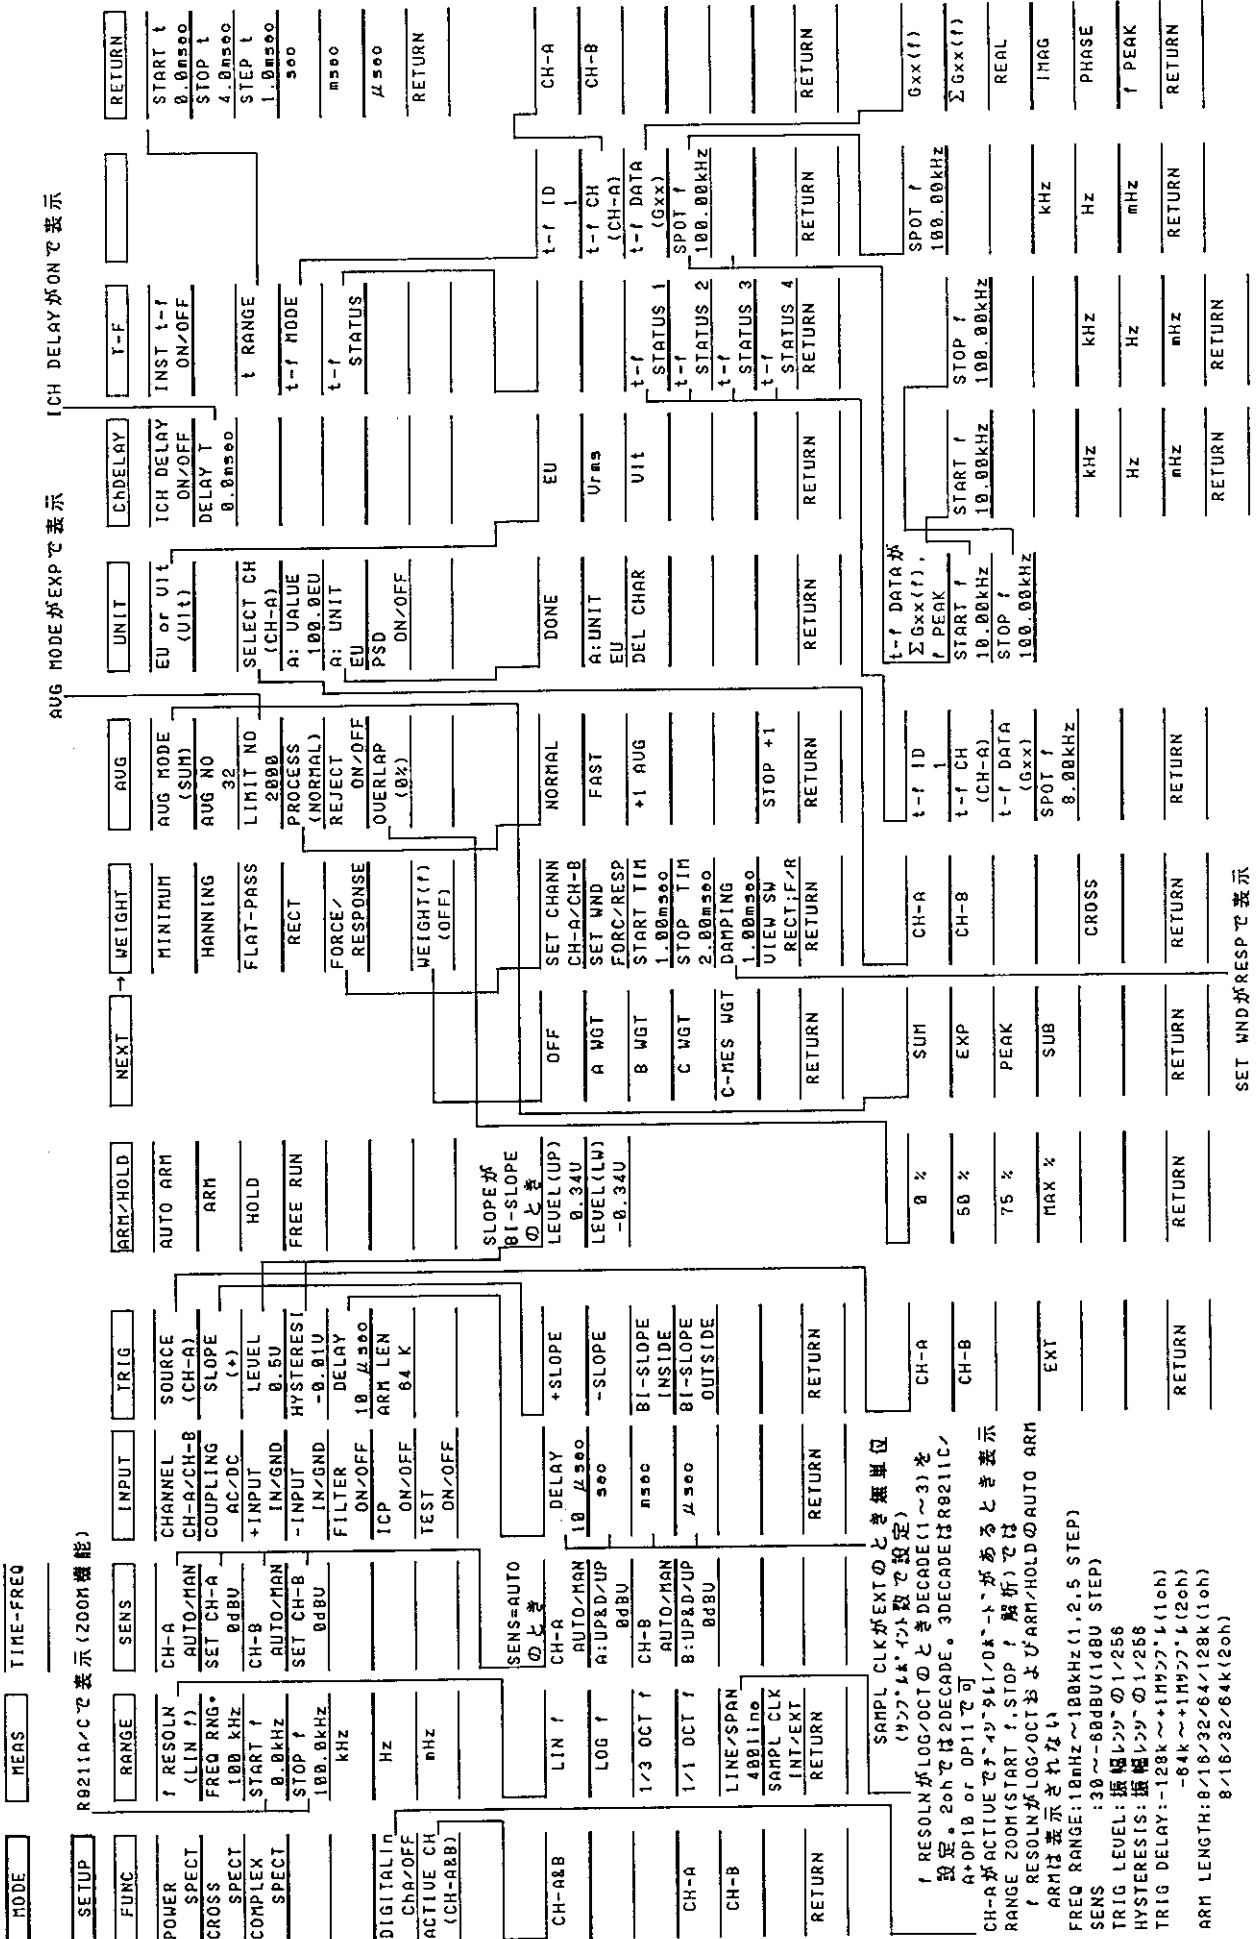 MODE
MEAS
TIME-FREQ
SETUP
R9211A/Cで表示(ZOOM機能)
AVG MODEがEXPで表示
ICH DELAYがONで表示
FUNC
POWER
SPECT
CROSS
SPECT
COMPLEX
SPECT
DIGITALin
ChA/OFF
ACTIVE CH
(CH-A&B)
RANGE
f RESOLN
(LIN f)
FREQ RNG*
100 kHz
START f
0.0kHz
STOP f
100.0kHz
kHz
Hz
mHz
SENS
CH-A
AUTO/MAN
SET CH-A
0dBV
CH-B
AUTO/MAN
SET CH-B
0dBV
INPUT
CHANNEL
CH-A/CH-B
COUPLING
AC/DC
+INPUT
IN/GND
-INPUT
IN/GND
FILTER
ON/OFF
ICP
ON/OFF
TEST
ON/OFF
TRIG
SOURCE
(CH-A)
SLOPE
(+)
LEVEL
0.5V
HYSTERESI
-0.01V
DELAY
10 μsec
ARM LEN
64 K
ARM/HOLD
AUTO ARM
ARM
HOLD
FREE RUN
NEXT
→
WEIGHT
MINIMUM
HANNING
FLAT-PASS
RECT
FORCE/
RESPONSE
WEIGHT(f)
(OFF)
AVG
AVG MODE
(SUM)
AVG NO
32
LIMIT NO
2000
PROCESS
(NORMAL)
REJECT
ON/OFF
OVERLAP
(0%)
UNIT
EU or Vlt
(Vlt)
SELECT CH
(CH-A)
A: VALUE
100.0EU
A: UNIT
EU
PSD
ON/OFF
ChDELAY
ICH DELAY
ON/OFF
DELAY T
0.0msec
T-F
INST t-f
ON/OFF
t RANGE
t-f MODE
t-f
STATUS
RETURN
START t
0.0msec
STOP t
4.0msec
STEP t
1.0msec
sec
msec
μsec
RETURN
CH-A&B
CH-A
CH-B
RETURN
LIN f
LOG f
1/3 OCT f
1/1 OCT f
LINE/SPAN
400line
SAMPL CLK
INT/EXT
RETURN
SENS=AUTO
のとき
CH-A
AUTO/MAN
A:UP&D/UP
0dBV
CH-B
AUTO/MAN
B:UP&D/UP
0dBV
DELAY
10 μsec
sec
msec
μsec
RETURN
+SLOPE
-SLOPE
BI-SLOPE
INSIDE
BI-SLOPE
OUTSIDE
RETURN
SLOPEが
BI-SLOPE
のとき
LEVEL(UP)
0.34V
LEVEL(LW)
-0.34V
OFF
A WGT
B WGT
C WGT
C-MES WGT
RETURN
SET CHANN
CH-A/CH-B
SET WND
FORC/RESP
START TIM
1.00msec
STOP TIM
2.00msec
DAMPING
1.00msec
VIEW SW
RECT;F/R
RETURN
NORMAL
FAST
+1 AVG
STOP +1
RETURN
DONE
A:UNIT
EU
DEL CHAR
RETURN
EU
Vrms
Vlt
RETURN
t-f
STATUS 1
t-f
STATUS 2
t-f
STATUS 3
t-f
STATUS 4
RETURN
t-f ID
1
t-f CH
(CH-A)
t-f DATA
(Gxx)
SPOT f
100.00kHz
RETURN
CH-A
CH-B
RETURN
SAMPL CLKがEXTのとき無単位
(サンプルポイント数で設定)
f RESOLNがLOG/OCTのときDECADE(1~3)を
設定。2chでは2DECADE。3DECADEはR9211C/
A+OP10 or OP11で可
CH-AがACTIVEでディジタルI/Oボードがあるとき表示
RANGE ZOOM(START f,STOP f 解析)では
f RESOLNがLOG/OCTおよびARM/HOLDのAUTO ARM
ARMは表示されない
FREQ RANGE:10mHz~100kHz(1,2,5 STEP)
SENS :30~-60dBV(1dBV STEP)
TRIG LEVEL:振幅レンジの1/256
HYSTERESIS:振幅レンジの1/256
TRIG DELAY:-128k~+1Mサンプル(1ch)
-64k~+1Mサンプル(2ch)
ARM LENGTH:8/16/32/64/128k(1ch)
8/16/32/64k(2ch)
CH-A
CH-B
EXT
RETURN
0 %
50 %
75 %
MAX %
RETURN
SUM
EXP
PEAK
SUB
RETURN
CH-A
CH-B
CROSS
RETURN
t-f ID
1
t-f CH
(CH-A)
t-f DATA
(Gxx)
SPOT f
8.00kHz
RETURN
t-f DATAが
ΣGxx(f),
f PEAK
START f
10.00kHz
STOP f
100.00kHz
START f
10.00kHz
kHz
Hz
mHz
RETURN
STOP f
100.00kHz
kHz
Hz
mHz
RETURN
SPOT f
100.00kHz
kHz
Hz
mHz
RETURN
Gxx(f)
ΣGxx(f)
REAL
IMAG
PHASE
f PEAK
RETURN
SET WNDがRESPで表示